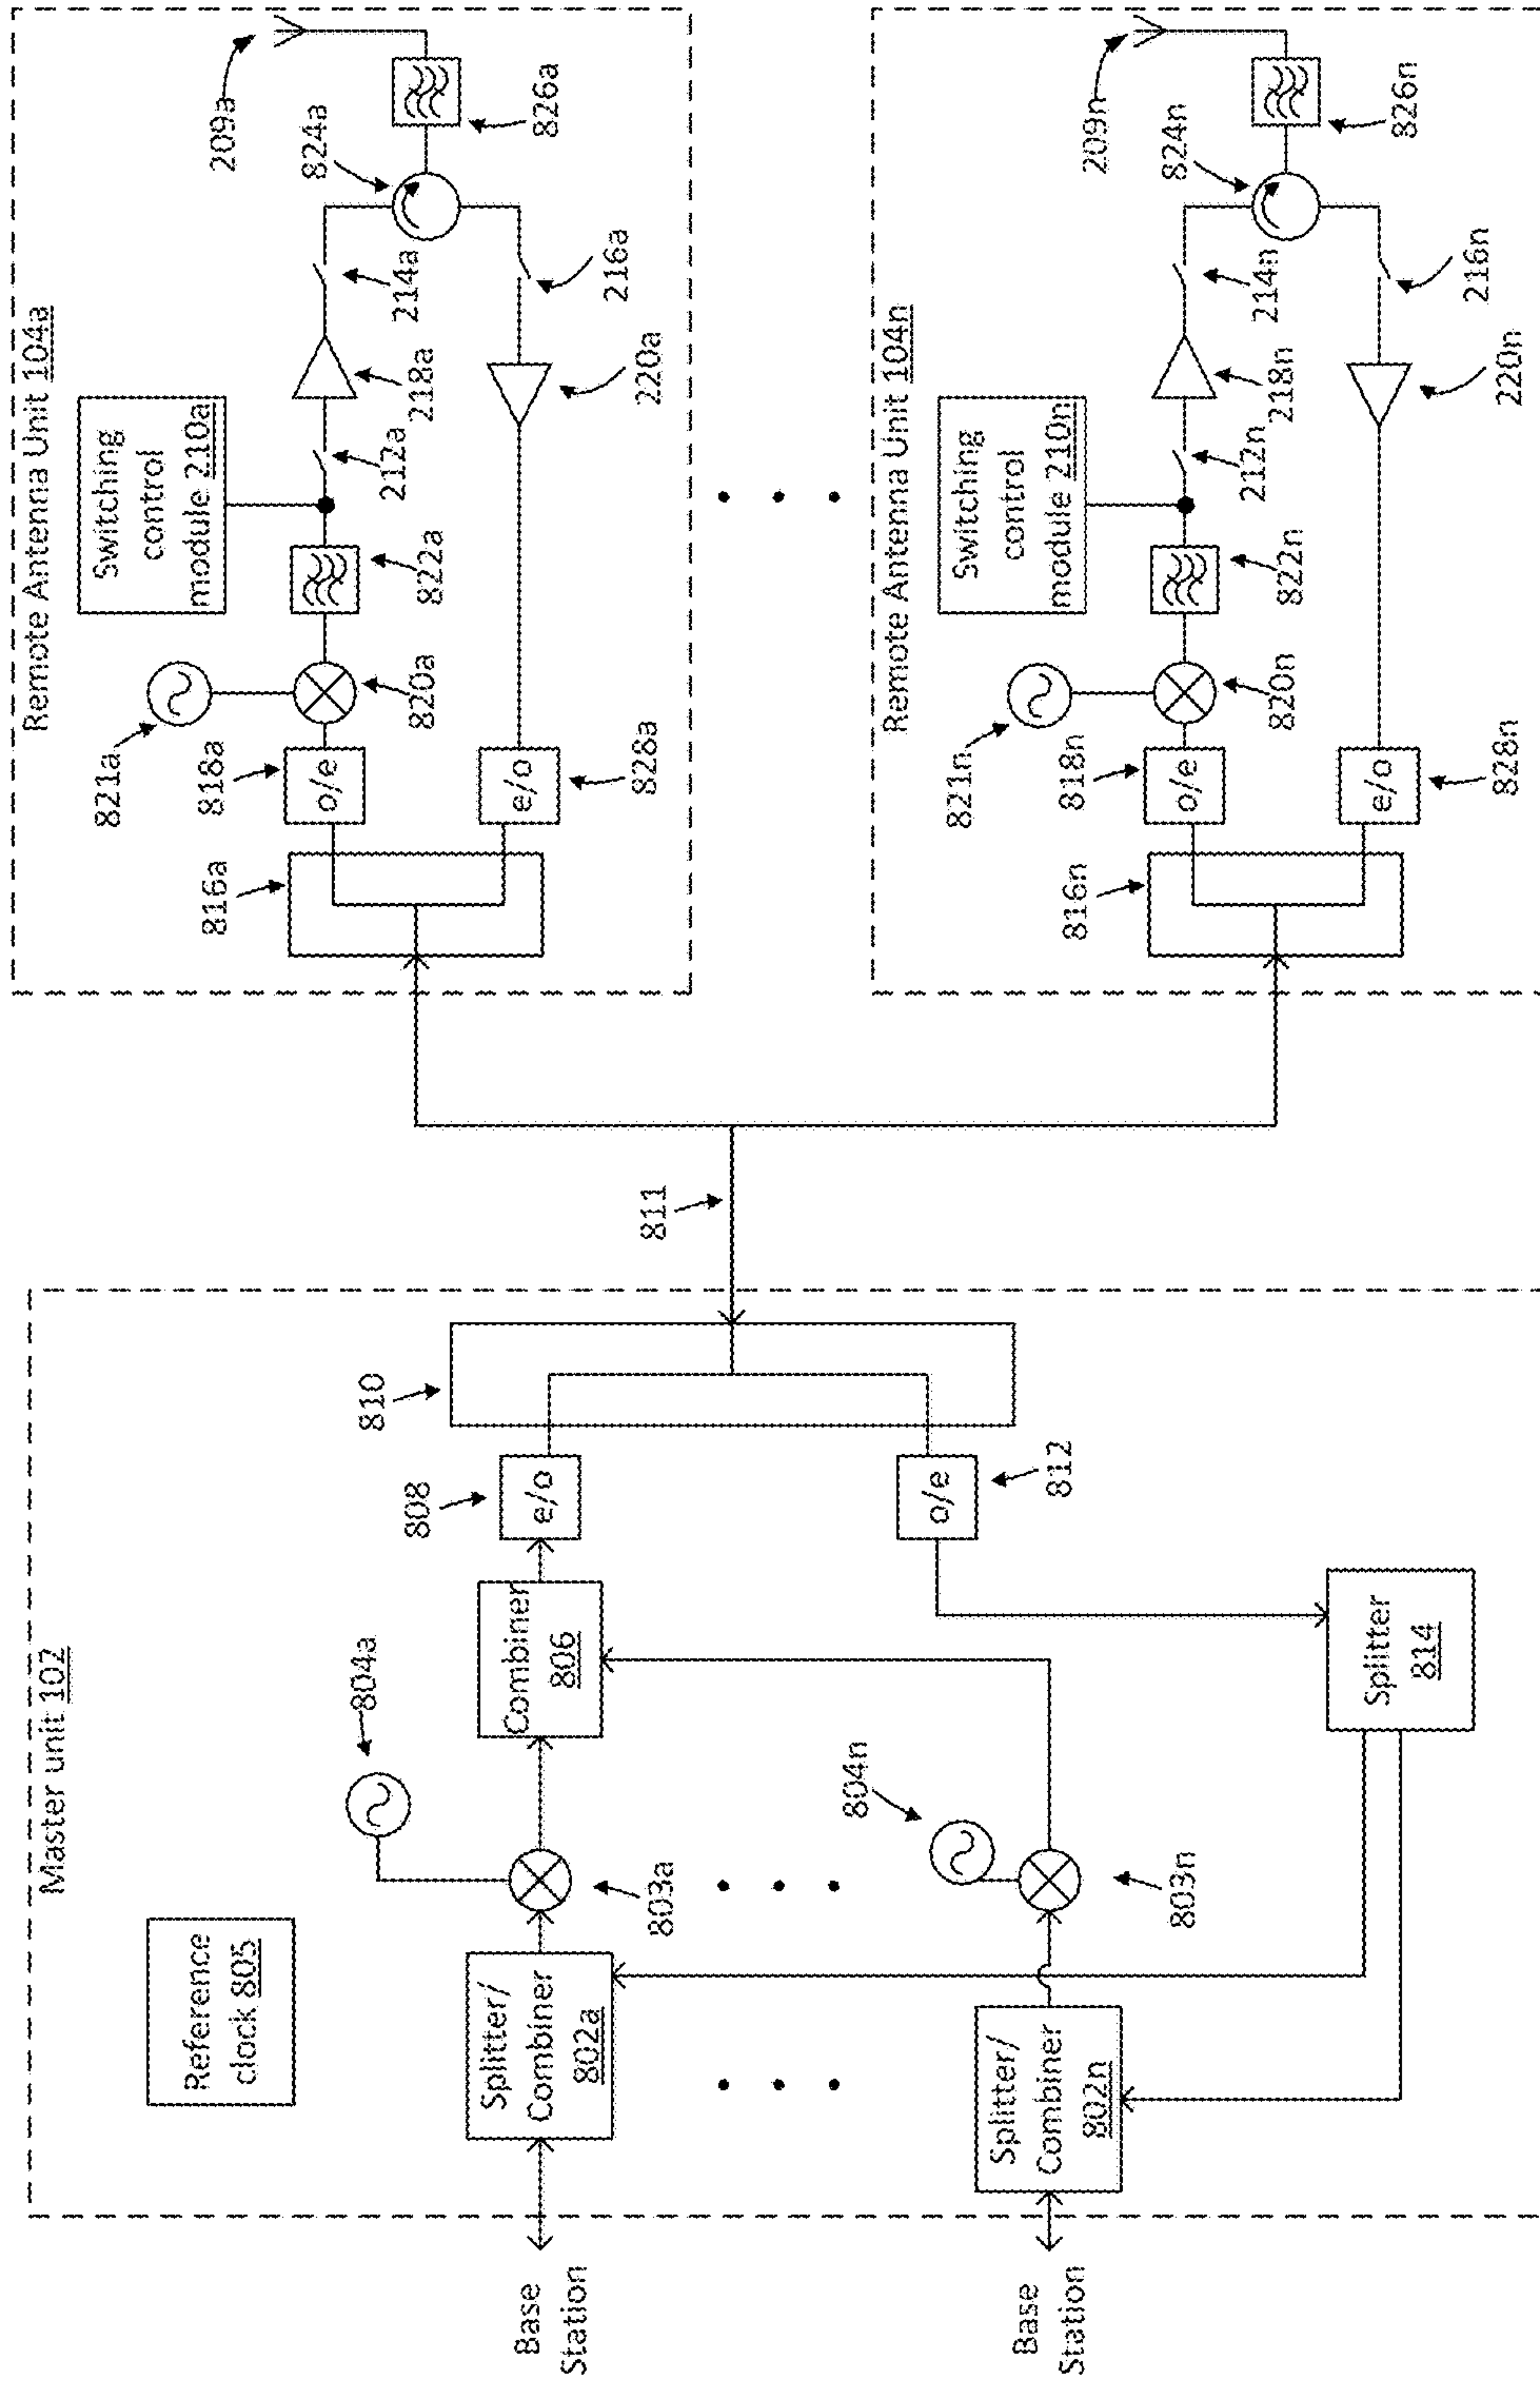 Master unit 102
Reference
clock 805
804a
Base
Station
Splitter/
Combiner
802a
803a
Combiner
806
808
e/o
810
804n
Base
Station
Splitter/
Combiner
802n
803n
o/e
812
Splitter
814
811
Remote Antenna Unit 104a
821a
Switching
control
module 210a
209a
816a
818a
o/e
820a
822a
212a
218a
214a
824a
826a
e/o
828a
220a
216a
Remote Antenna Unit 104n
821n
Switching
control
module 210n
209n
816n
818n
o/e
820n
822n
212n
218n
214n
824n
826n
e/o
828n
220n
216n